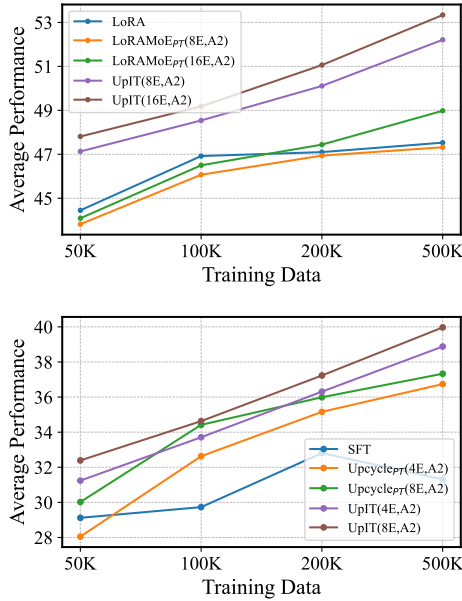 53
51
49
47
45
Average Performance
LoRA
LoRAMoE_PT(8E,A2)
LoRAMoE_PT(16E,A2)
UpIT(8E,A2)
UpIT(16E,A2)
50K 100K 200K 500K
Training Data
40
38
36
34
32
30
28
Average Performance
SFT
Upcycle_PT(4E,A2)
Upcycle_PT(8E,A2)
UpIT(4E,A2)
UpIT(8E,A2)
50K 100K 200K 500K
Training Data